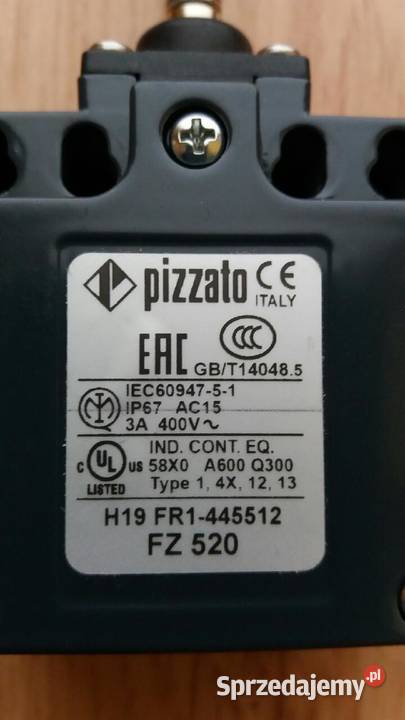 pizzato CE
ITALY
EAC CCC
GB/T14048.5
IEC60947-5-1
IP67 AC15
3A 400V~
IND. CONT. EQ.
C UL US 58X0 A600 Q300
LISTED Type 1, 4X, 12, 13
H19 FR1-445512
FZ 520
Sprzedajemy.pl